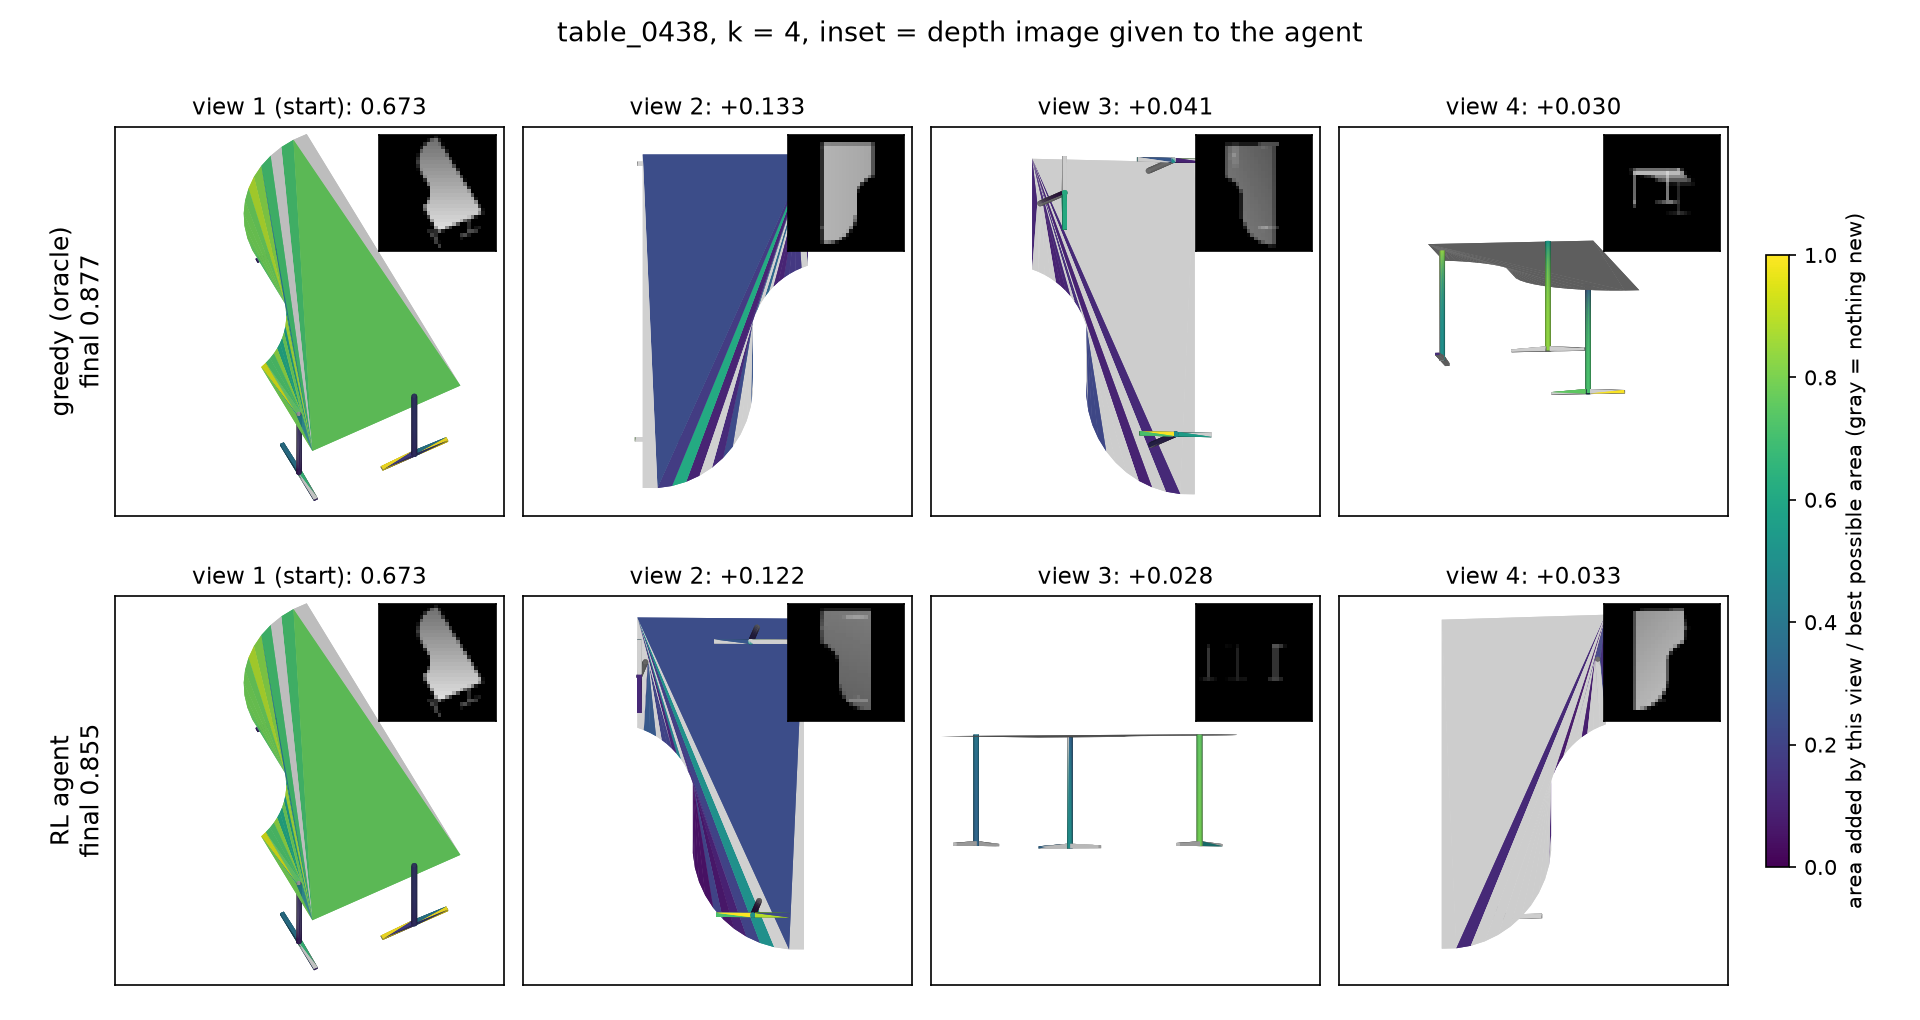 table_0438, k = 4, inset = depth image given to the agent
view 1 (start): 0.673
view 2: +0.133
view 3: +0.041
view 4: +0.030
greedy (oracle)
final 0.877
view 1 (start): 0.673
view 2: +0.122
view 3: +0.028
view 4: +0.033
RL agent
final 0.855
1.0
0.8
0.6
0.4
0.2
0.0
area added by this view / best possible area (gray = nothing new)